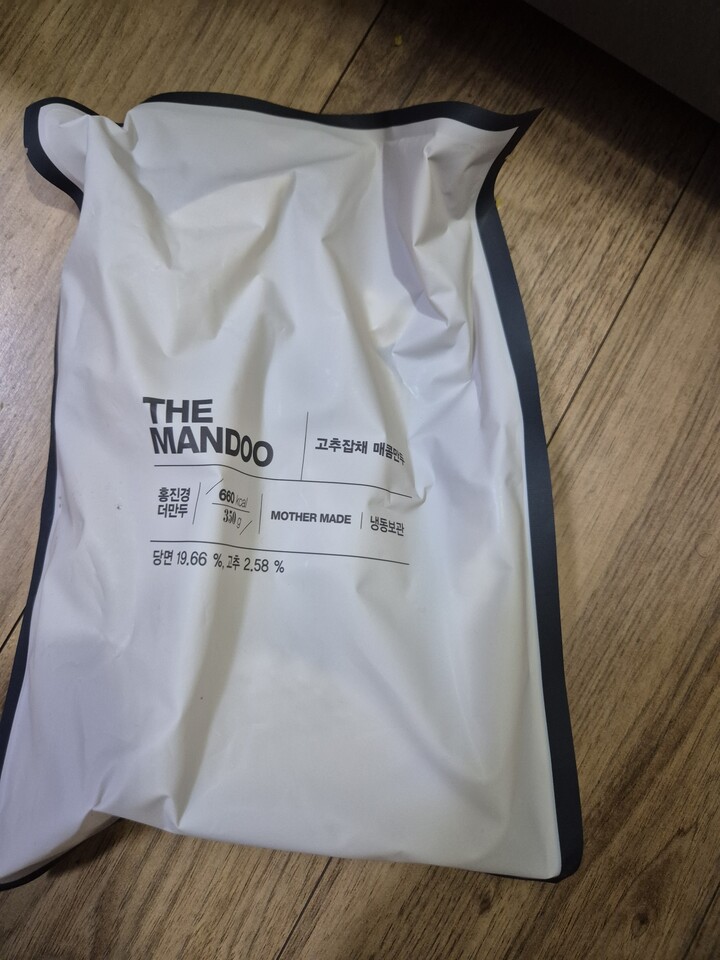 THE
MANDOO
고추잡채 매콤만두
홍진경
더만두
660 kcal
350 g
MOTHER MADE
냉동보관
당면 19.66 %, 고추 2.58 %